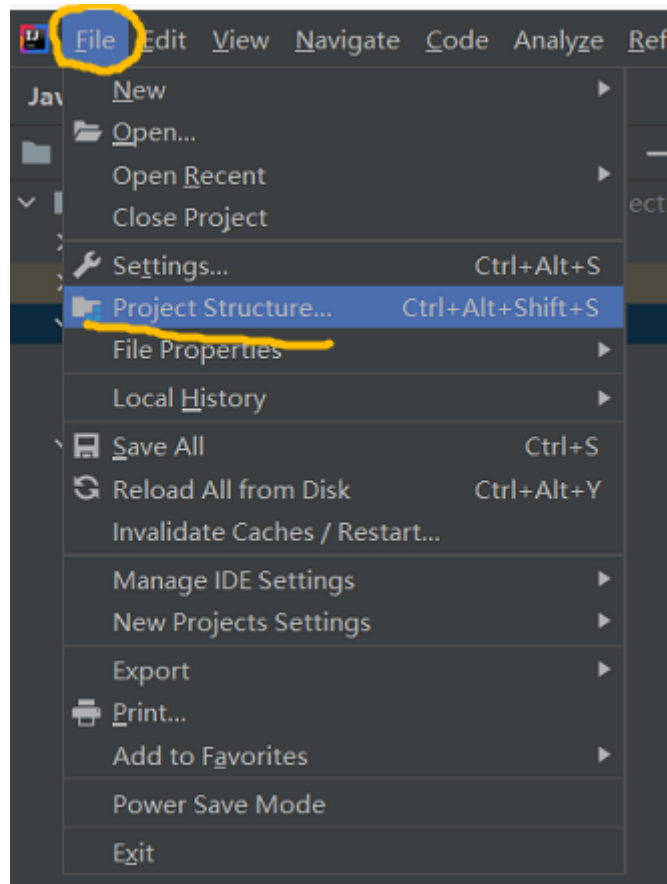 File Edit View Navigate Code Analyze Ref
Jav
New
Open...
Open Recent
ect
Close Project
Settings... Ctrl+Alt+S
Project Structure... Ctrl+Alt+Shift+S
File Properties
Local History
Save All Ctrl+S
Reload All from Disk Ctrl+Alt+Y
Invalidate Caches / Restart...
Manage IDE Settings
New Projects Settings
Export
Print...
Add to Favorites
Power Save Mode
Exit